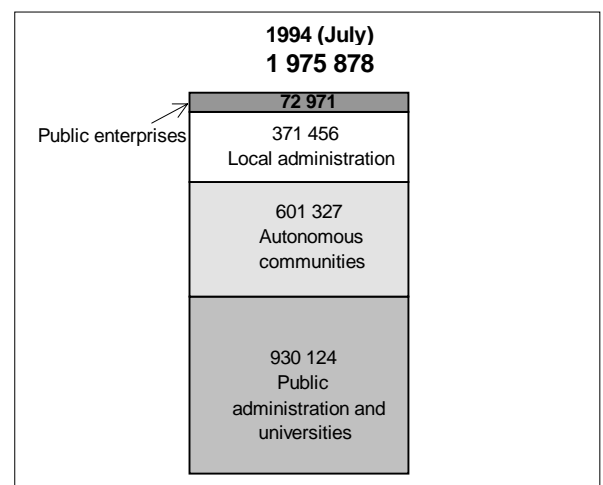 1994 (July)
1 975 878
72 971
Public enterprises
371 456
Local administration
601 327
Autonomous
communities
930 124
Public
administration and
universities